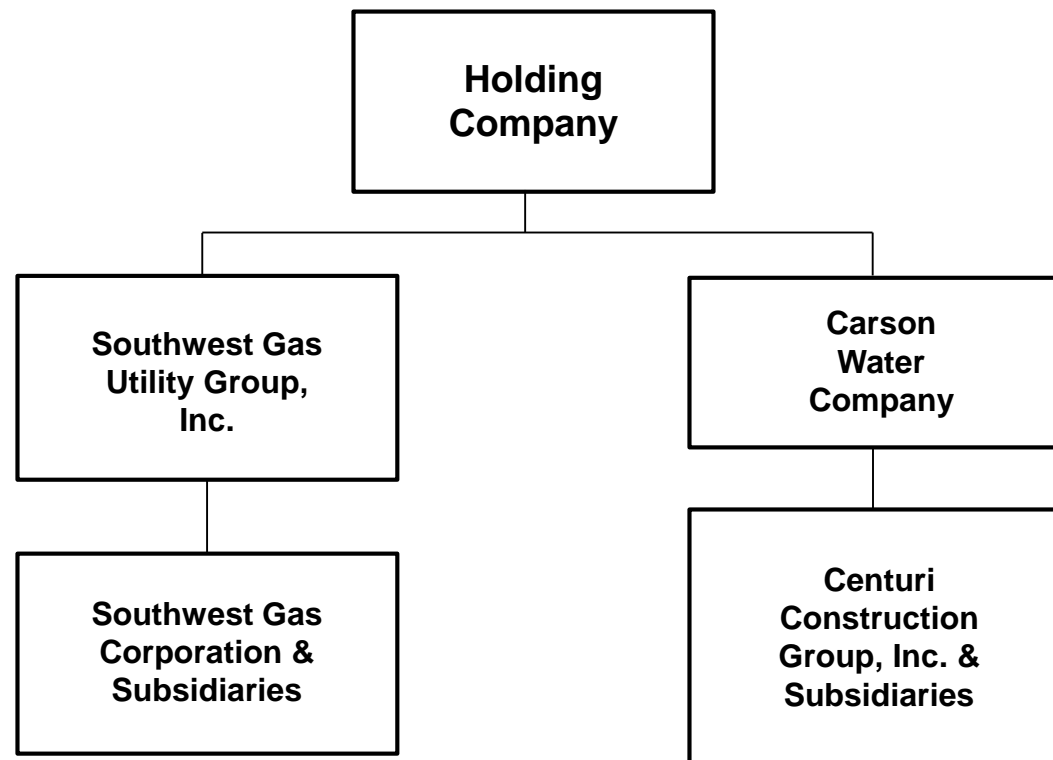 Holding
Company
Southwest Gas
Utility Group,
Inc.
Carson
Water
Company
Southwest Gas
Corporation &
Subsidiaries
Centuri
Construction
Group, Inc. &
Subsidiaries